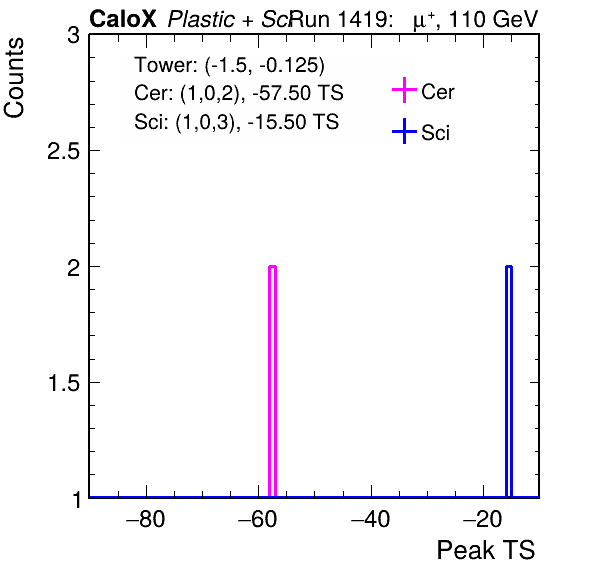 CaloX Plastic + Sci Run 1419: μ+, 110 GeV
Counts
3
2.5
2
1.5
1
Tower: (-1.5, -0.125)
Cer: (1,0,2), -57.50 TS
Sci: (1,0,3), -15.50 TS
Cer
Sci
−80 −60 −40 −20
Peak TS